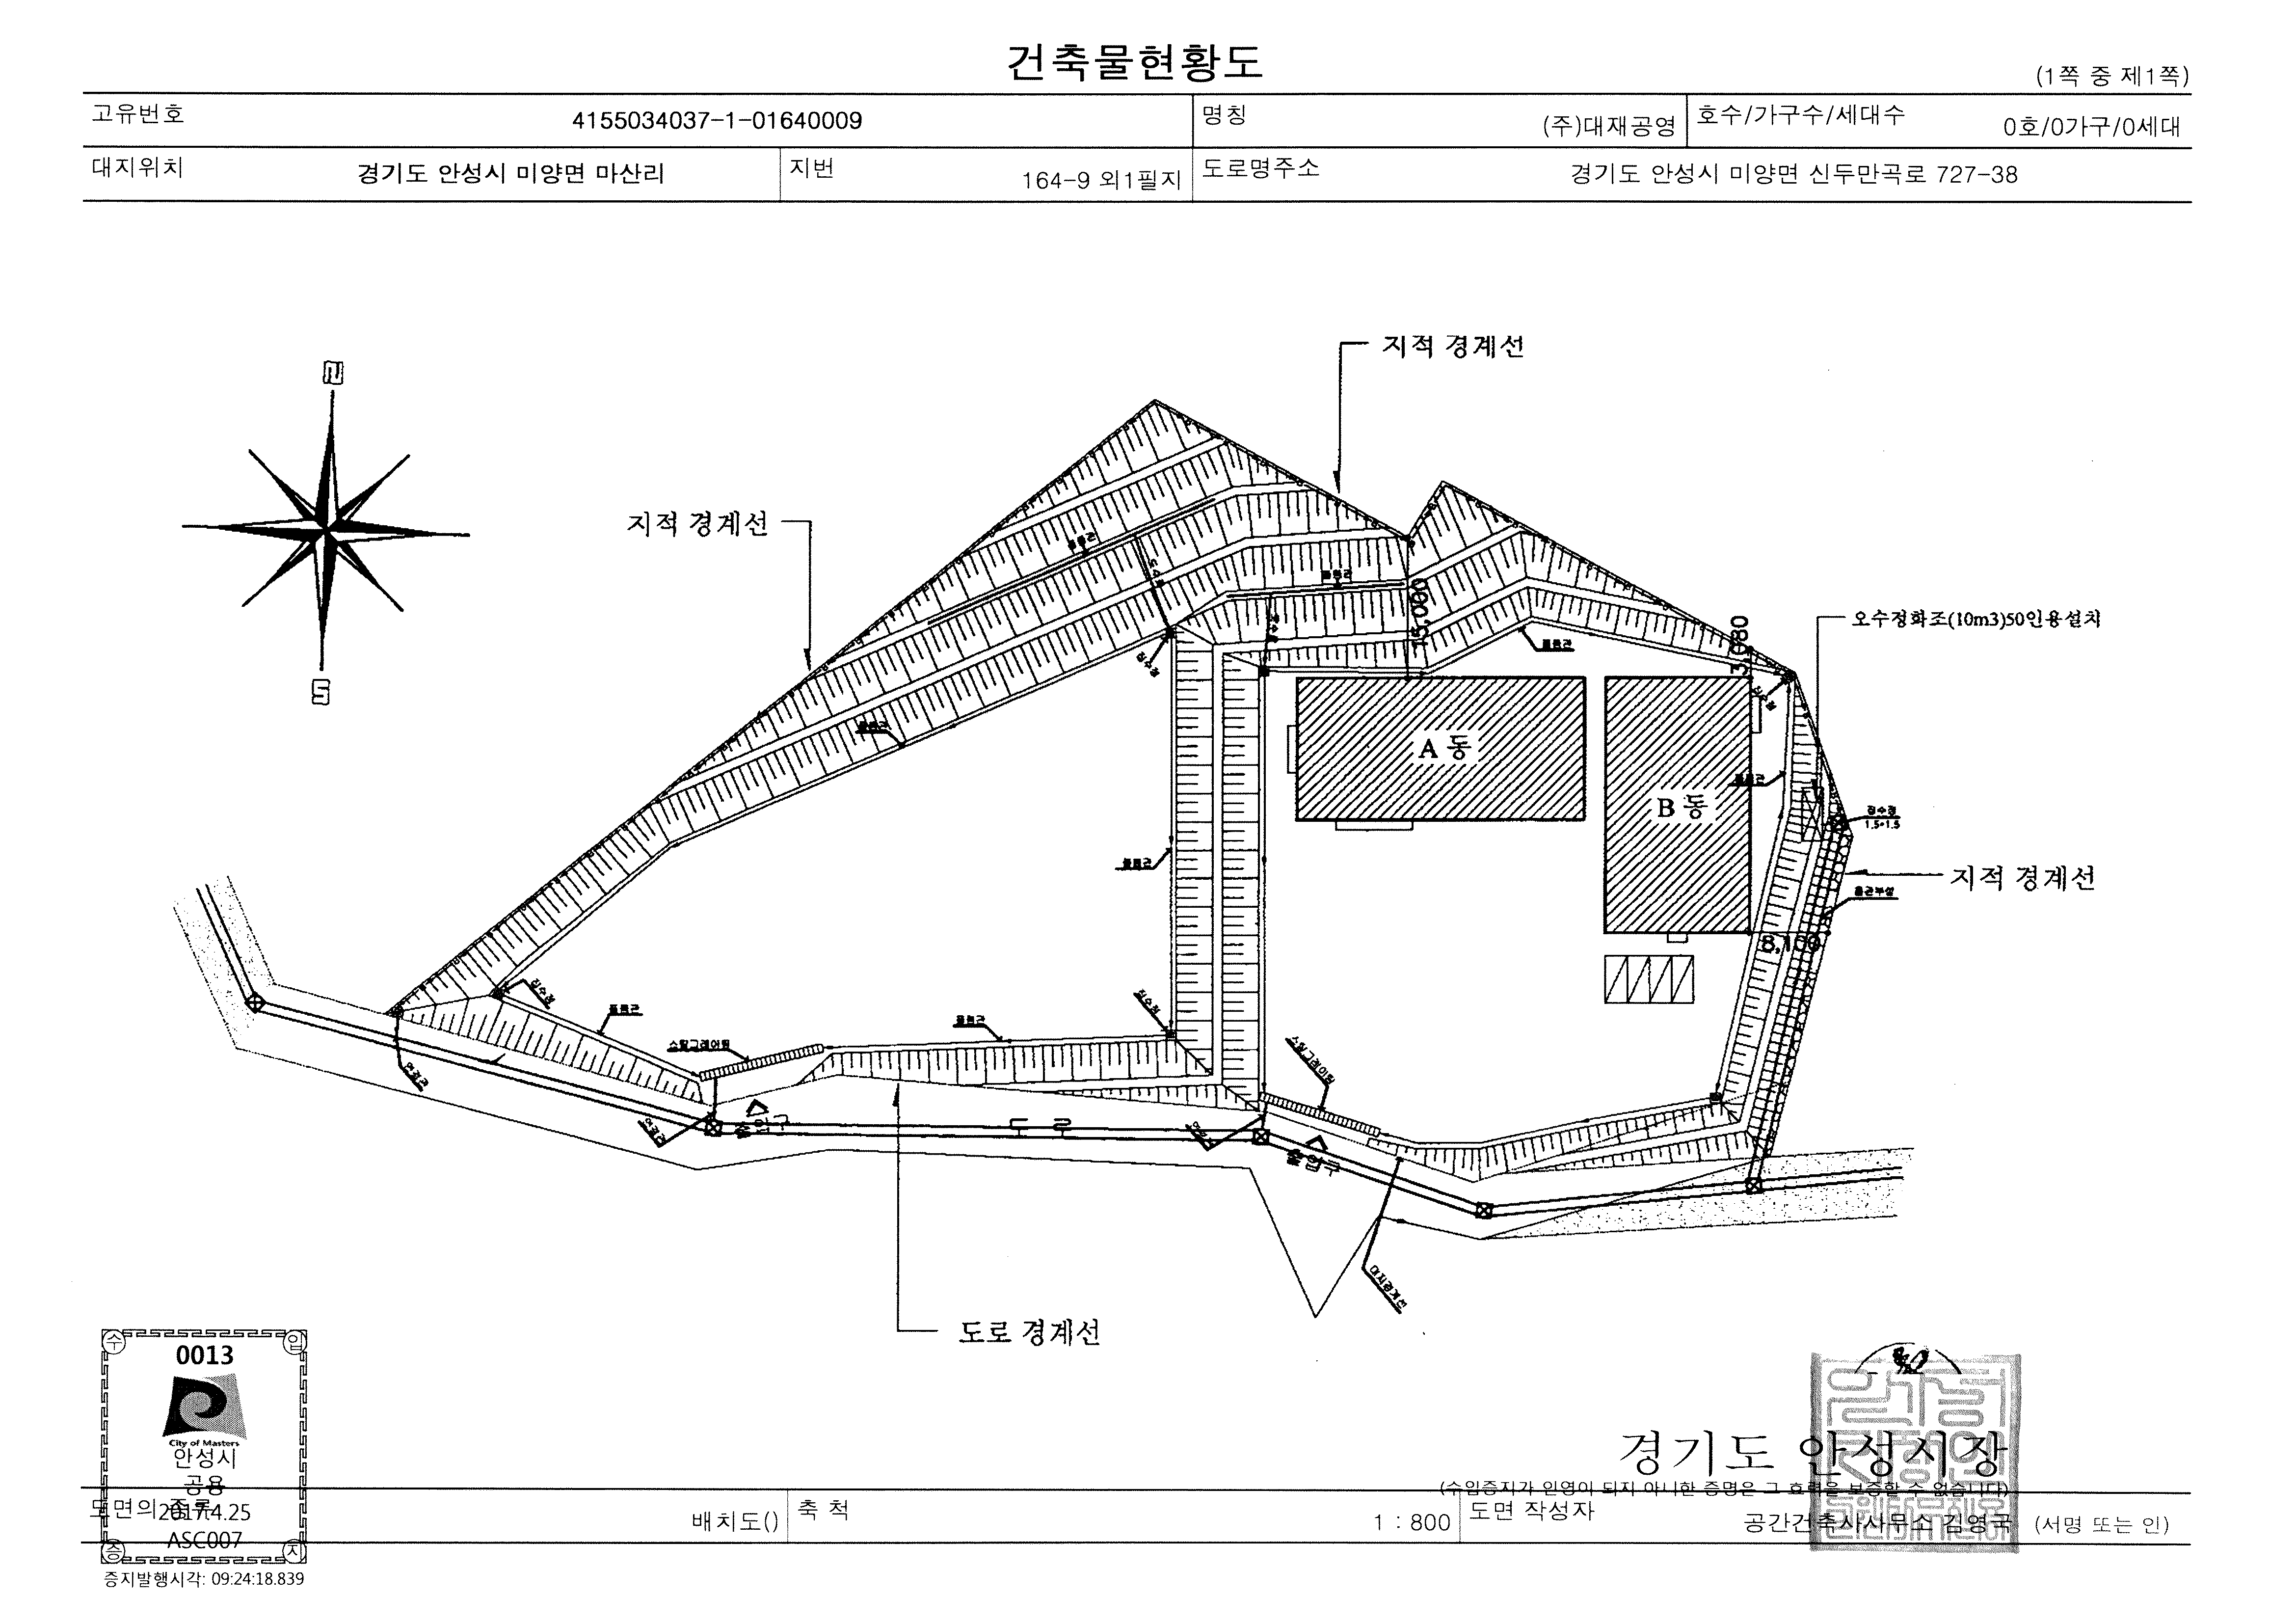 건축물현황도
(1쪽 중 제1쪽)
고유번호 4155034037-1-01640009 명칭 (주)대재공영 호수/가구수/세대수 0호/0가구/0세대
대지위치 경기도 안성시 미양면 마산리 지번 164-9 외1필지 도로명주소 경기도 안성시 미양면 신두만곡로 727-38
지적 경계선
N
지적 경계선
15,000
3,080
오수정화조(10m3)50인용설치
S
A 동
B 동
집수정
1.5*1.5
지적 경계선
흄관부설
8,100
도 로
도로 경계선
수 입
0013
City of Masters
안성시
공용
2017.4.25
ASC007
증 지
증지발행시각: 09:24:18.839
경기도 안성시장
(수입증지가 인영이 되지 아니한 증명은 그 효력을 보증할 수 없습니다)
도면의 종류 배치도() 축 척 1 : 800 도면 작성자 공간건축사사무소 김영국 (서명 또는 인)